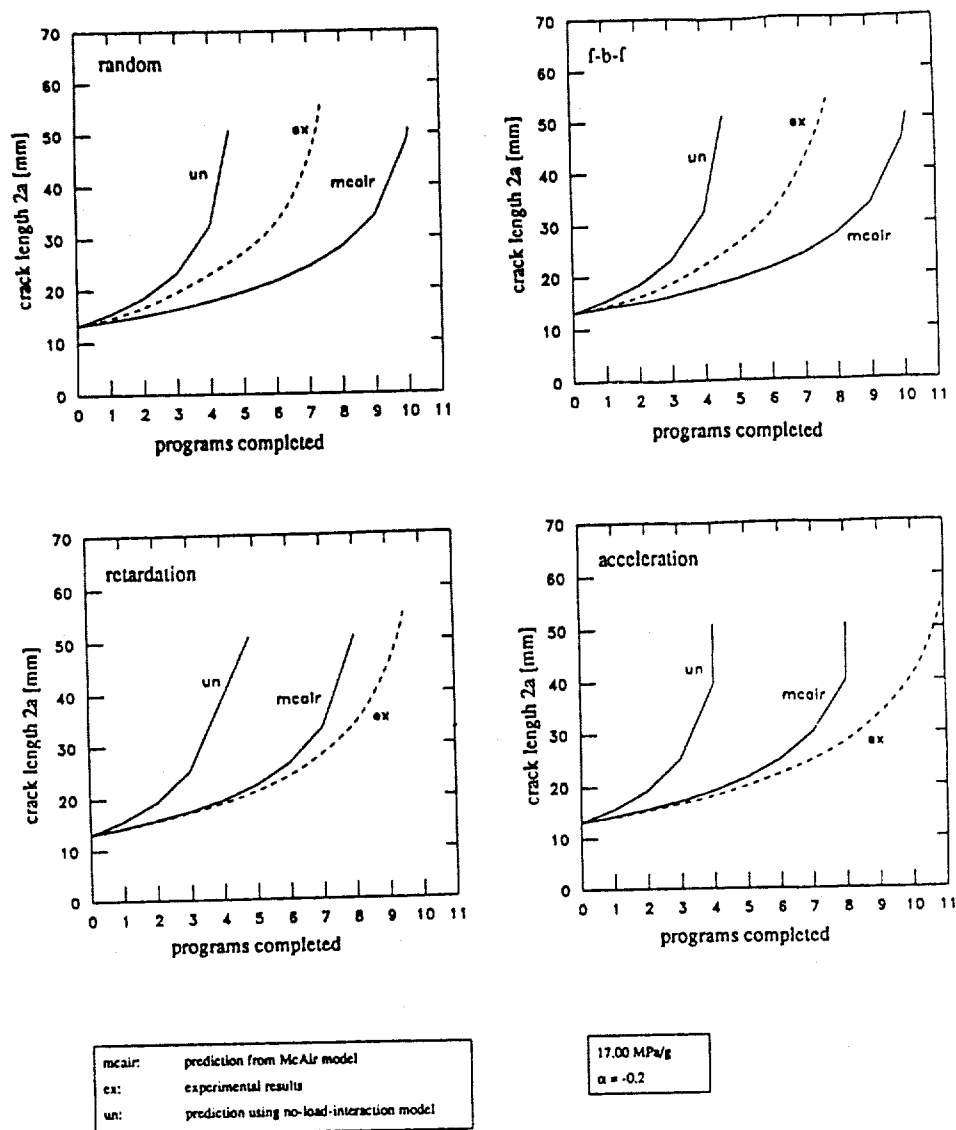 random
crack length 2a [mm]
70
60
50
40
30
20
10
0
un
ex
mcair
0 1 2 3 4 5 6 7 8 9 10 11
programs completed
f-b-f
crack length 2a [mm]
70
60
50
40
30
20
10
0
un
ex
mcair
0 1 2 3 4 5 6 7 8 9 10 11
programs completed
retardation
crack length 2a [mm]
70
60
50
40
30
20
10
0
un
mcair
ex
0 1 2 3 4 5 6 7 8 9 10 11
programs completed
acceleration
crack length 2a [mm]
70
60
50
40
30
20
10
0
un
mcair
ex
0 1 2 3 4 5 6 7 8 9 10 11
programs completed
mcair: prediction from McAir model
ex: experimental results
un: prediction using no-load-interaction model
17.00 MPa/g
α = -0.2